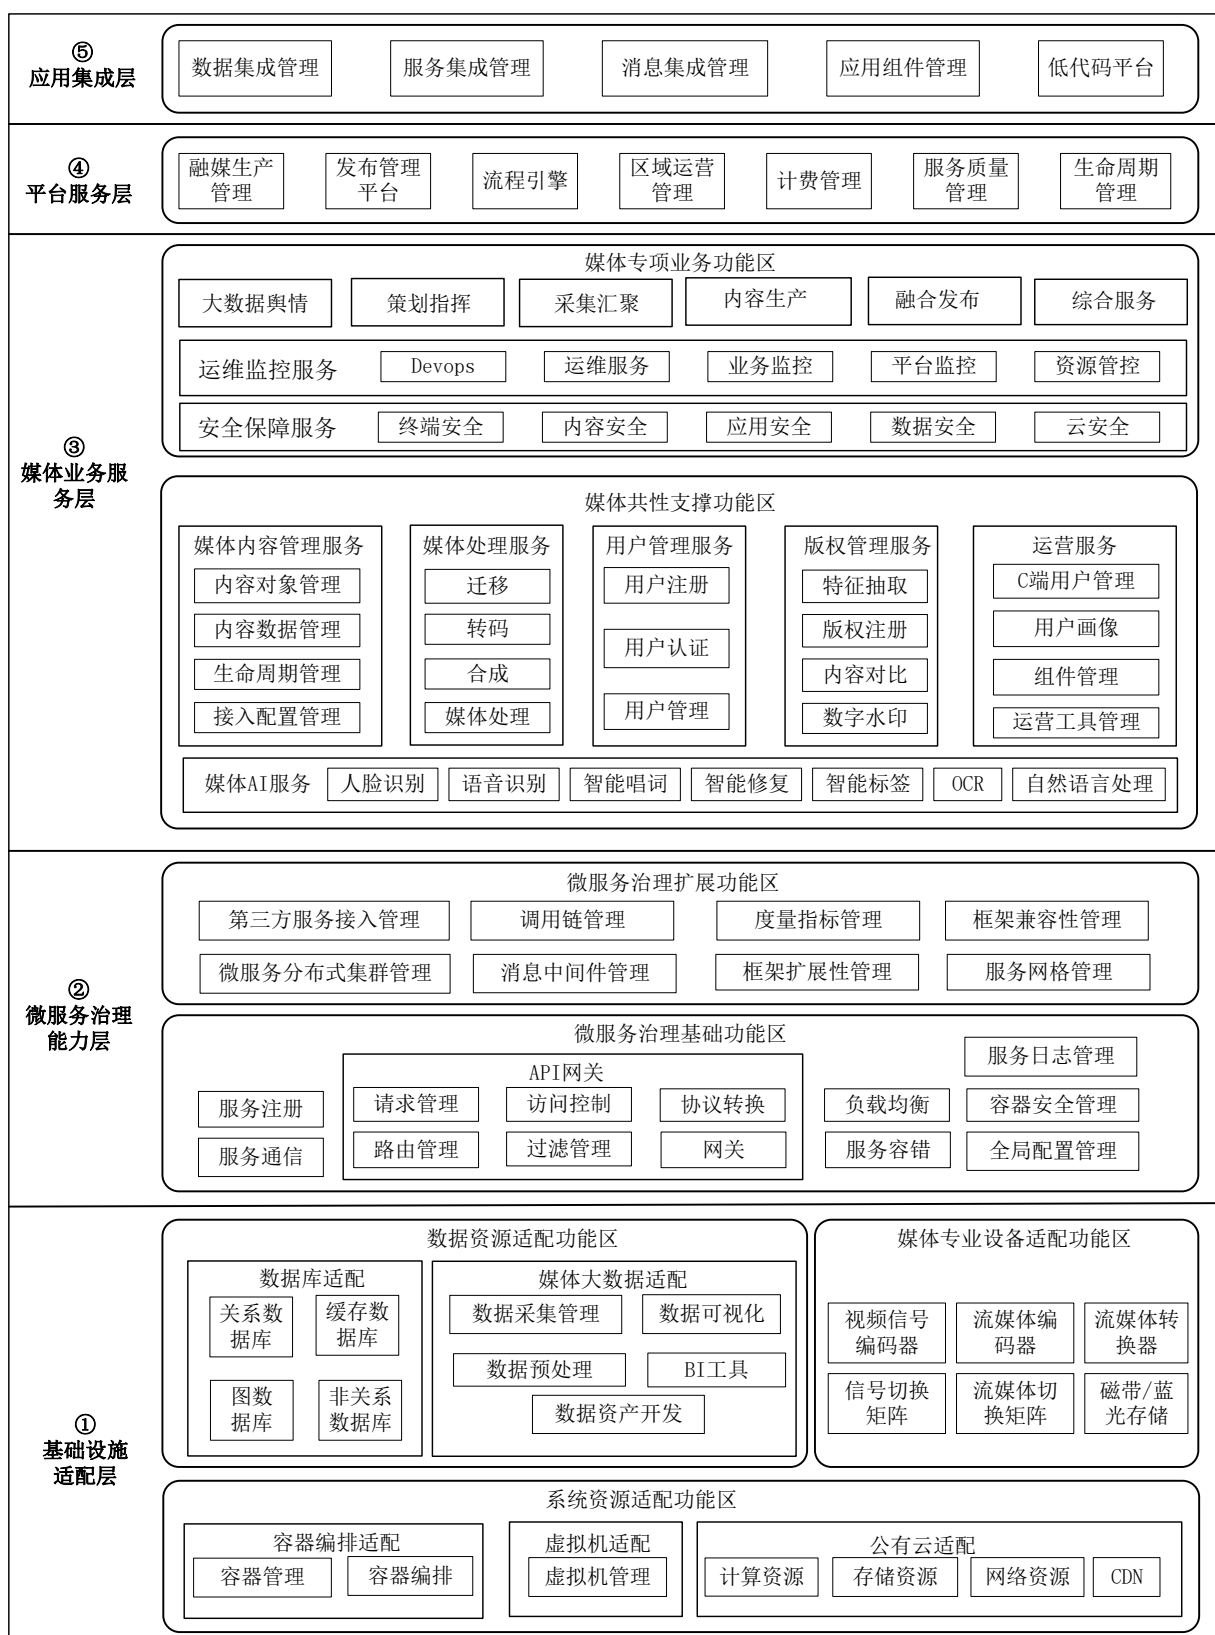 ⑤
应用集成层
数据集成管理
服务集成管理
消息集成管理
应用组件管理
低代码平台
④
平台服务层
融媒生产
管理
发布管理
平台
流程引擎
区域运营
管理
计费管理
服务质量
管理
生命周期
管理
③
媒体业务服
务层
媒体专项业务功能区
大数据舆情
策划指挥
采集汇聚
内容生产
融合发布
综合服务
运维监控服务
Devops
运维服务
业务监控
平台监控
资源管控
安全保障服务
终端安全
内容安全
应用安全
数据安全
云安全
媒体共性支撑功能区
媒体内容管理服务
内容对象管理
内容数据管理
生命周期管理
接入配置管理
媒体处理服务
迁移
转码
合成
媒体处理
用户管理服务
用户注册
用户认证
用户管理
版权管理服务
特征抽取
版权注册
内容对比
数字水印
运营服务
C端用户管理
用户画像
组件管理
运营工具管理
媒体AI服务
人脸识别
语音识别
智能唱词
智能修复
智能标签
OCR
自然语言处理
②
微服务治理
能力层
微服务治理扩展功能区
第三方服务接入管理
调用链管理
度量指标管理
框架兼容性管理
微服务分布式集群管理
消息中间件管理
框架扩展性管理
服务网格管理
微服务治理基础功能区
服务注册
服务通信
API网关
请求管理
访问控制
协议转换
路由管理
过滤管理
网关
负载均衡
服务容错
服务日志管理
容器安全管理
全局配置管理
①
基础设施
适配层
数据资源适配功能区
数据库适配
关系数
据库
缓存数
据库
图数
据库
非关系
数据库
媒体大数据适配
数据采集管理
数据可视化
数据预处理
BI工具
数据资产开发
媒体专业设备适配功能区
视频信号
编码器
流媒体编
码器
流媒体转
换器
信号切换
矩阵
流媒体切
换矩阵
磁带/蓝
光存储
系统资源适配功能区
容器编排适配
容器管理
容器编排
虚拟机适配
虚拟机管理
公有云适配
计算资源
存储资源
网络资源
CDN